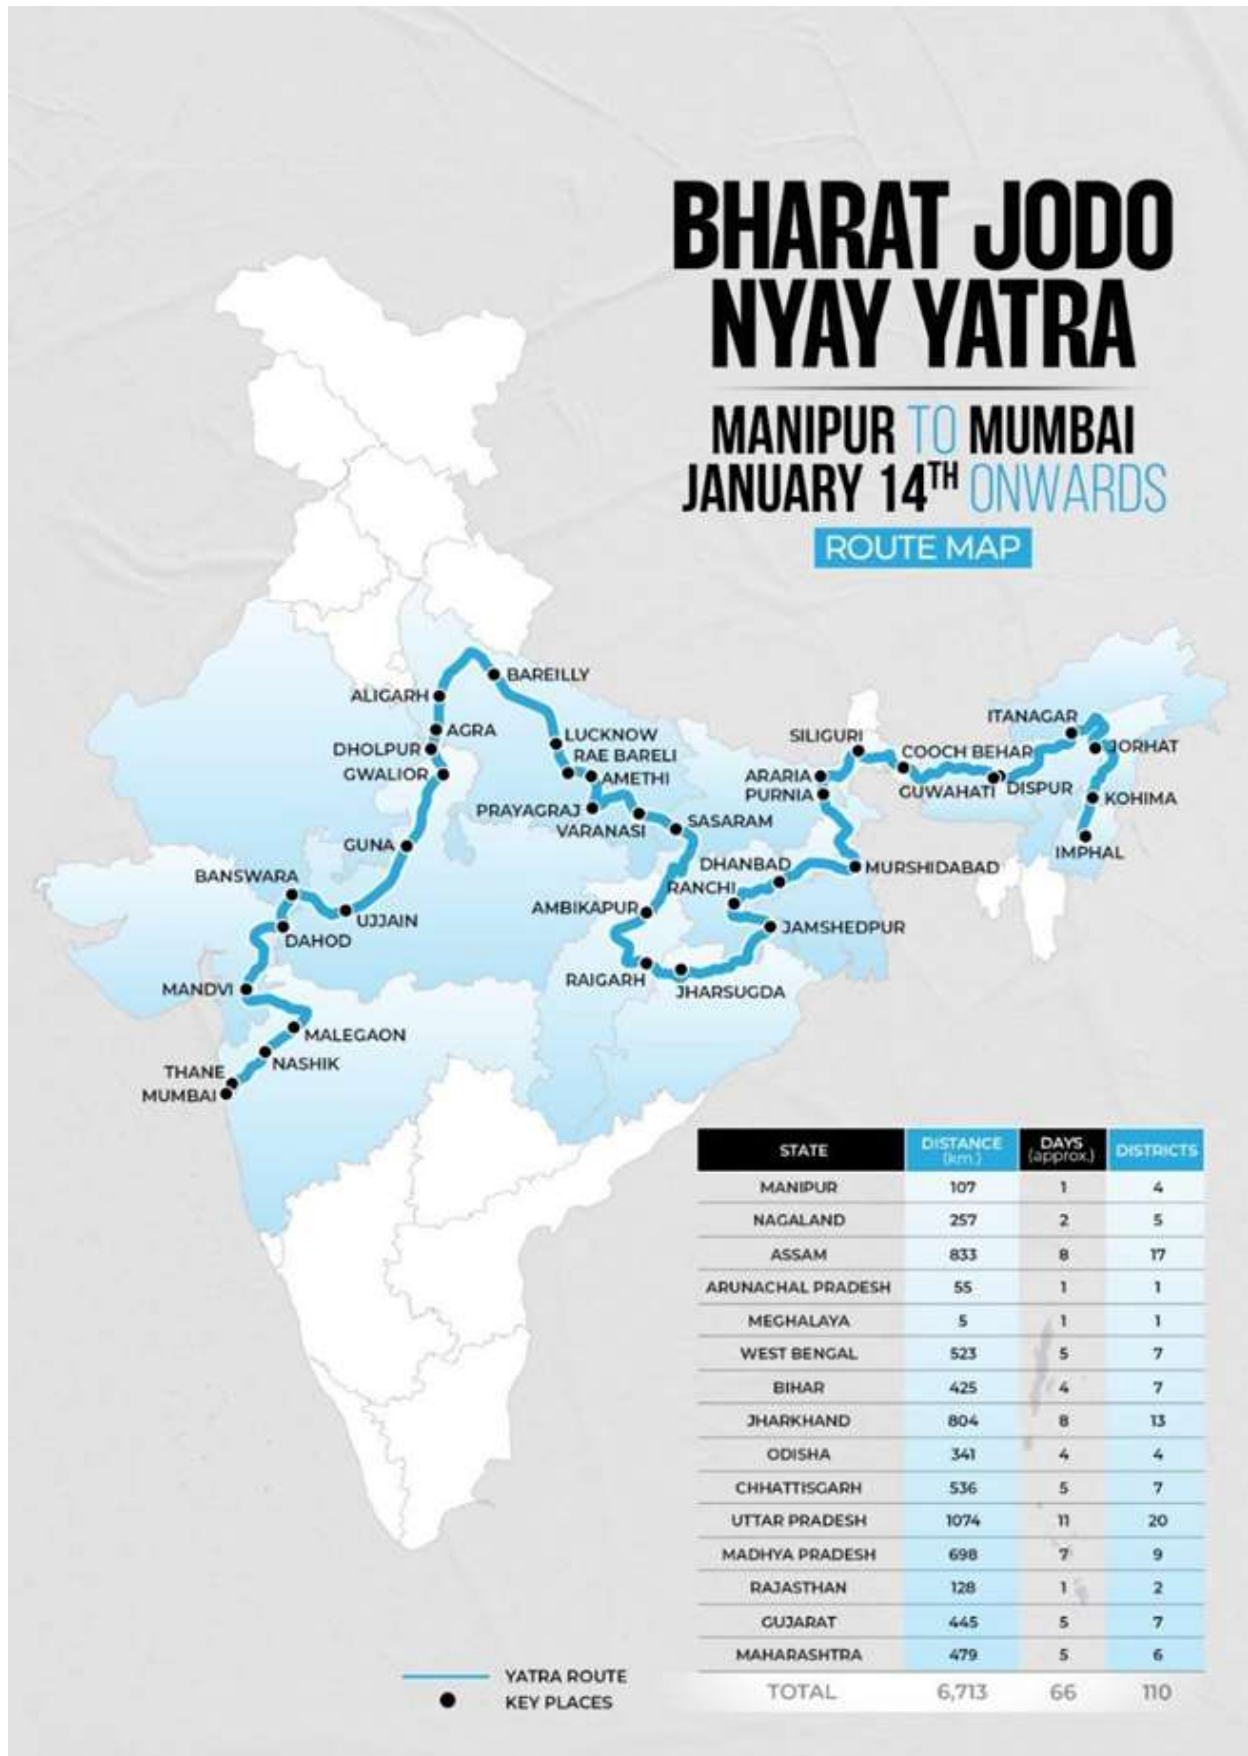 BHARAT JODO
NYAY YATRA
MANIPUR TO MUMBAI
JANUARY 14TH ONWARDS
ROUTE MAP
BAREILLY
ALIGARH
AGRA
DHOLPUR
GWALIOR
LUCKNOW
RAE BARELI
AMETHI
PRAYAGRAJ
VARANASI
SASARAM
GUNA
BANSWARA
UJJAIN
DAHOD
MANDVI
MALEGAON
NASHIK
THANE
MUMBAI
AMBIKAPUR
RAIGARH
JHARSUGDA
JAMSHEDPUR
RANCHI
DHANBAD
MURSHIDABAD
PURNIA
ARARIA
SILIGURI
COOCH BEHAR
GUWAHATI
DISPUR
ITANAGAR
JORHAT
KOHIMA
IMPHAL
STATE DISTANCE (km.) DAYS (approx.) DISTRICTS
MANIPUR 107 1 4
NAGALAND 257 2 5
ASSAM 833 8 17
ARUNACHAL PRADESH 55 1 1
MEGHALAYA 5 1 1
WEST BENGAL 523 5 7
BIHAR 425 4 7
JHARKHAND 804 8 13
ODISHA 341 4 4
CHHATTISGARH 536 5 7
UTTAR PRADESH 1074 11 20
MADHYA PRADESH 698 7 9
RAJASTHAN 128 1 2
GUJARAT 445 5 7
MAHARASHTRA 479 5 6
TOTAL 6,713 66 110
YATRA ROUTE
KEY PLACES